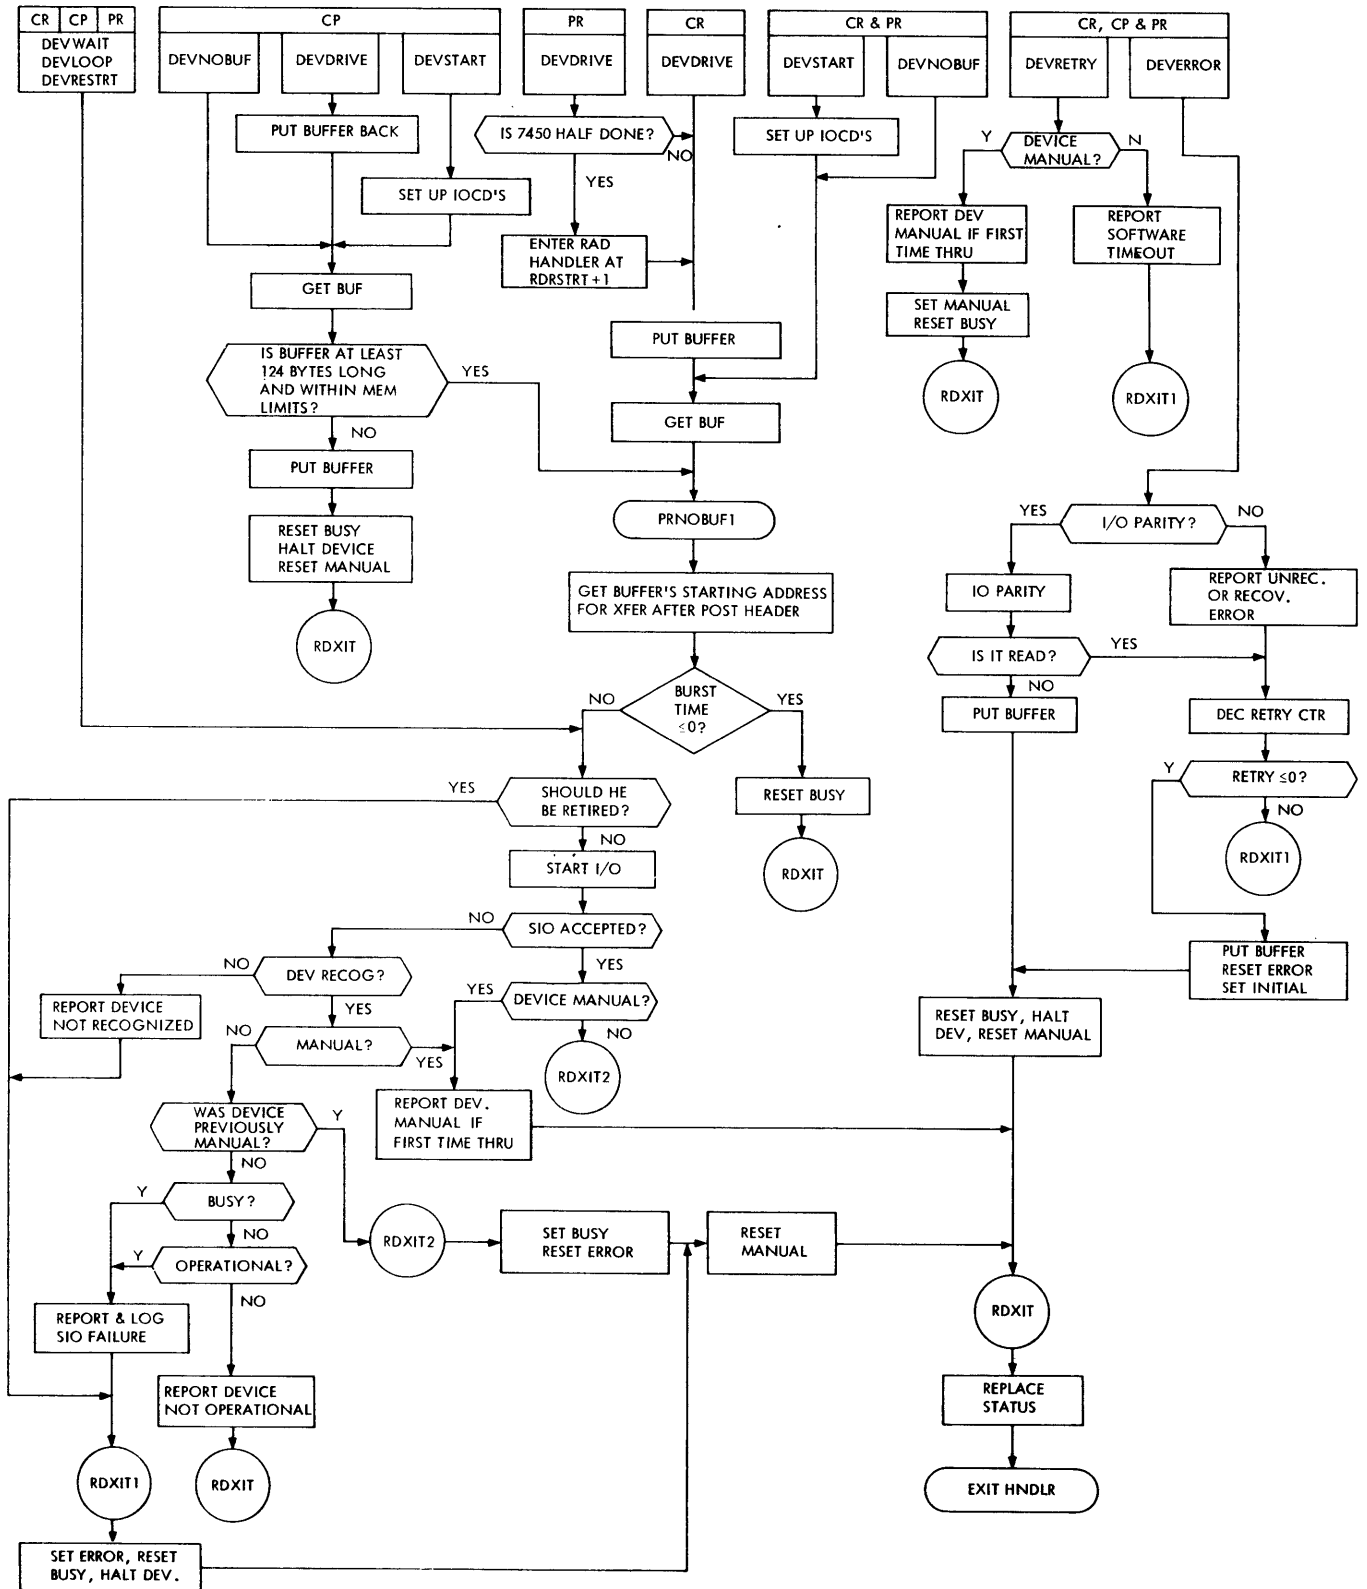 CR CP PR
DEVWAIT
DEVLOOP
DEVRESTRT
CP
DEVNOBUF
DEVDRIVE
DEVSTART
PR
DEVDRIVE
CR
DEVDRIVE
CR & PR
DEVSTART
DEVNOBUF
CR, CP & PR
DEVRETRY
DEVERROR
PUT BUFFER BACK
IS 7450 HALF DONE?
NO
YES
SET UP IOCD'S
SET UP IOCD'S
Y
DEVICE
MANUAL?
N
ENTER RAD
HANDLER AT
RDRSTRT +1
REPORT DEV
MANUAL IF FIRST
TIME THRU
REPORT
SOFTWARE
TIMEOUT
GET BUF
SET MANUAL
RESET BUSY
PUT BUFFER
IS BUFFER AT LEAST
124 BYTES LONG
AND WITHIN MEM
LIMITS?
YES
NO
RDXIT
RDXIT1
GET BUF
PUT BUFFER
PRNOBUF1
YES
I/O PARITY?
NO
RESET BUSY
HALT DEVICE
RESET MANUAL
GET BUFFER'S STARTING ADDRESS
FOR XFER AFTER POST HEADER
IO PARITY
REPORT UNREC.
OR RECOV.
ERROR
RDXIT
IS IT READ?
YES
NO
NO
BURST
TIME
≤0?
YES
PUT BUFFER
DEC RETRY CTR
YES
SHOULD HE
BE RETIRED?
NO
RESET BUSY
Y
RETRY ≤0?
NO
START I/O
RDXIT
RDXIT1
NO
SIO ACCEPTED?
YES
NO
DEV RECOG?
YES
YES
DEVICE MANUAL?
NO
PUT BUFFER
RESET ERROR
SET INITIAL
REPORT DEVICE
NOT RECOGNIZED
NO
MANUAL?
YES
RDXIT2
RESET BUSY, HALT
DEV, RESET MANUAL
WAS DEVICE
PREVIOUSLY
MANUAL?
Y
NO
REPORT DEV.
MANUAL IF
FIRST TIME THRU
Y
BUSY?
NO
RDXIT2
SET BUSY
RESET ERROR
RESET
MANUAL
Y
OPERATIONAL?
NO
REPORT & LOG
SIO FAILURE
RDXIT
REPORT DEVICE
NOT OPERATIONAL
REPLACE
STATUS
RDXIT1
RDXIT
EXIT HNDLR
SET ERROR, RESET
BUSY, HALT DEV.